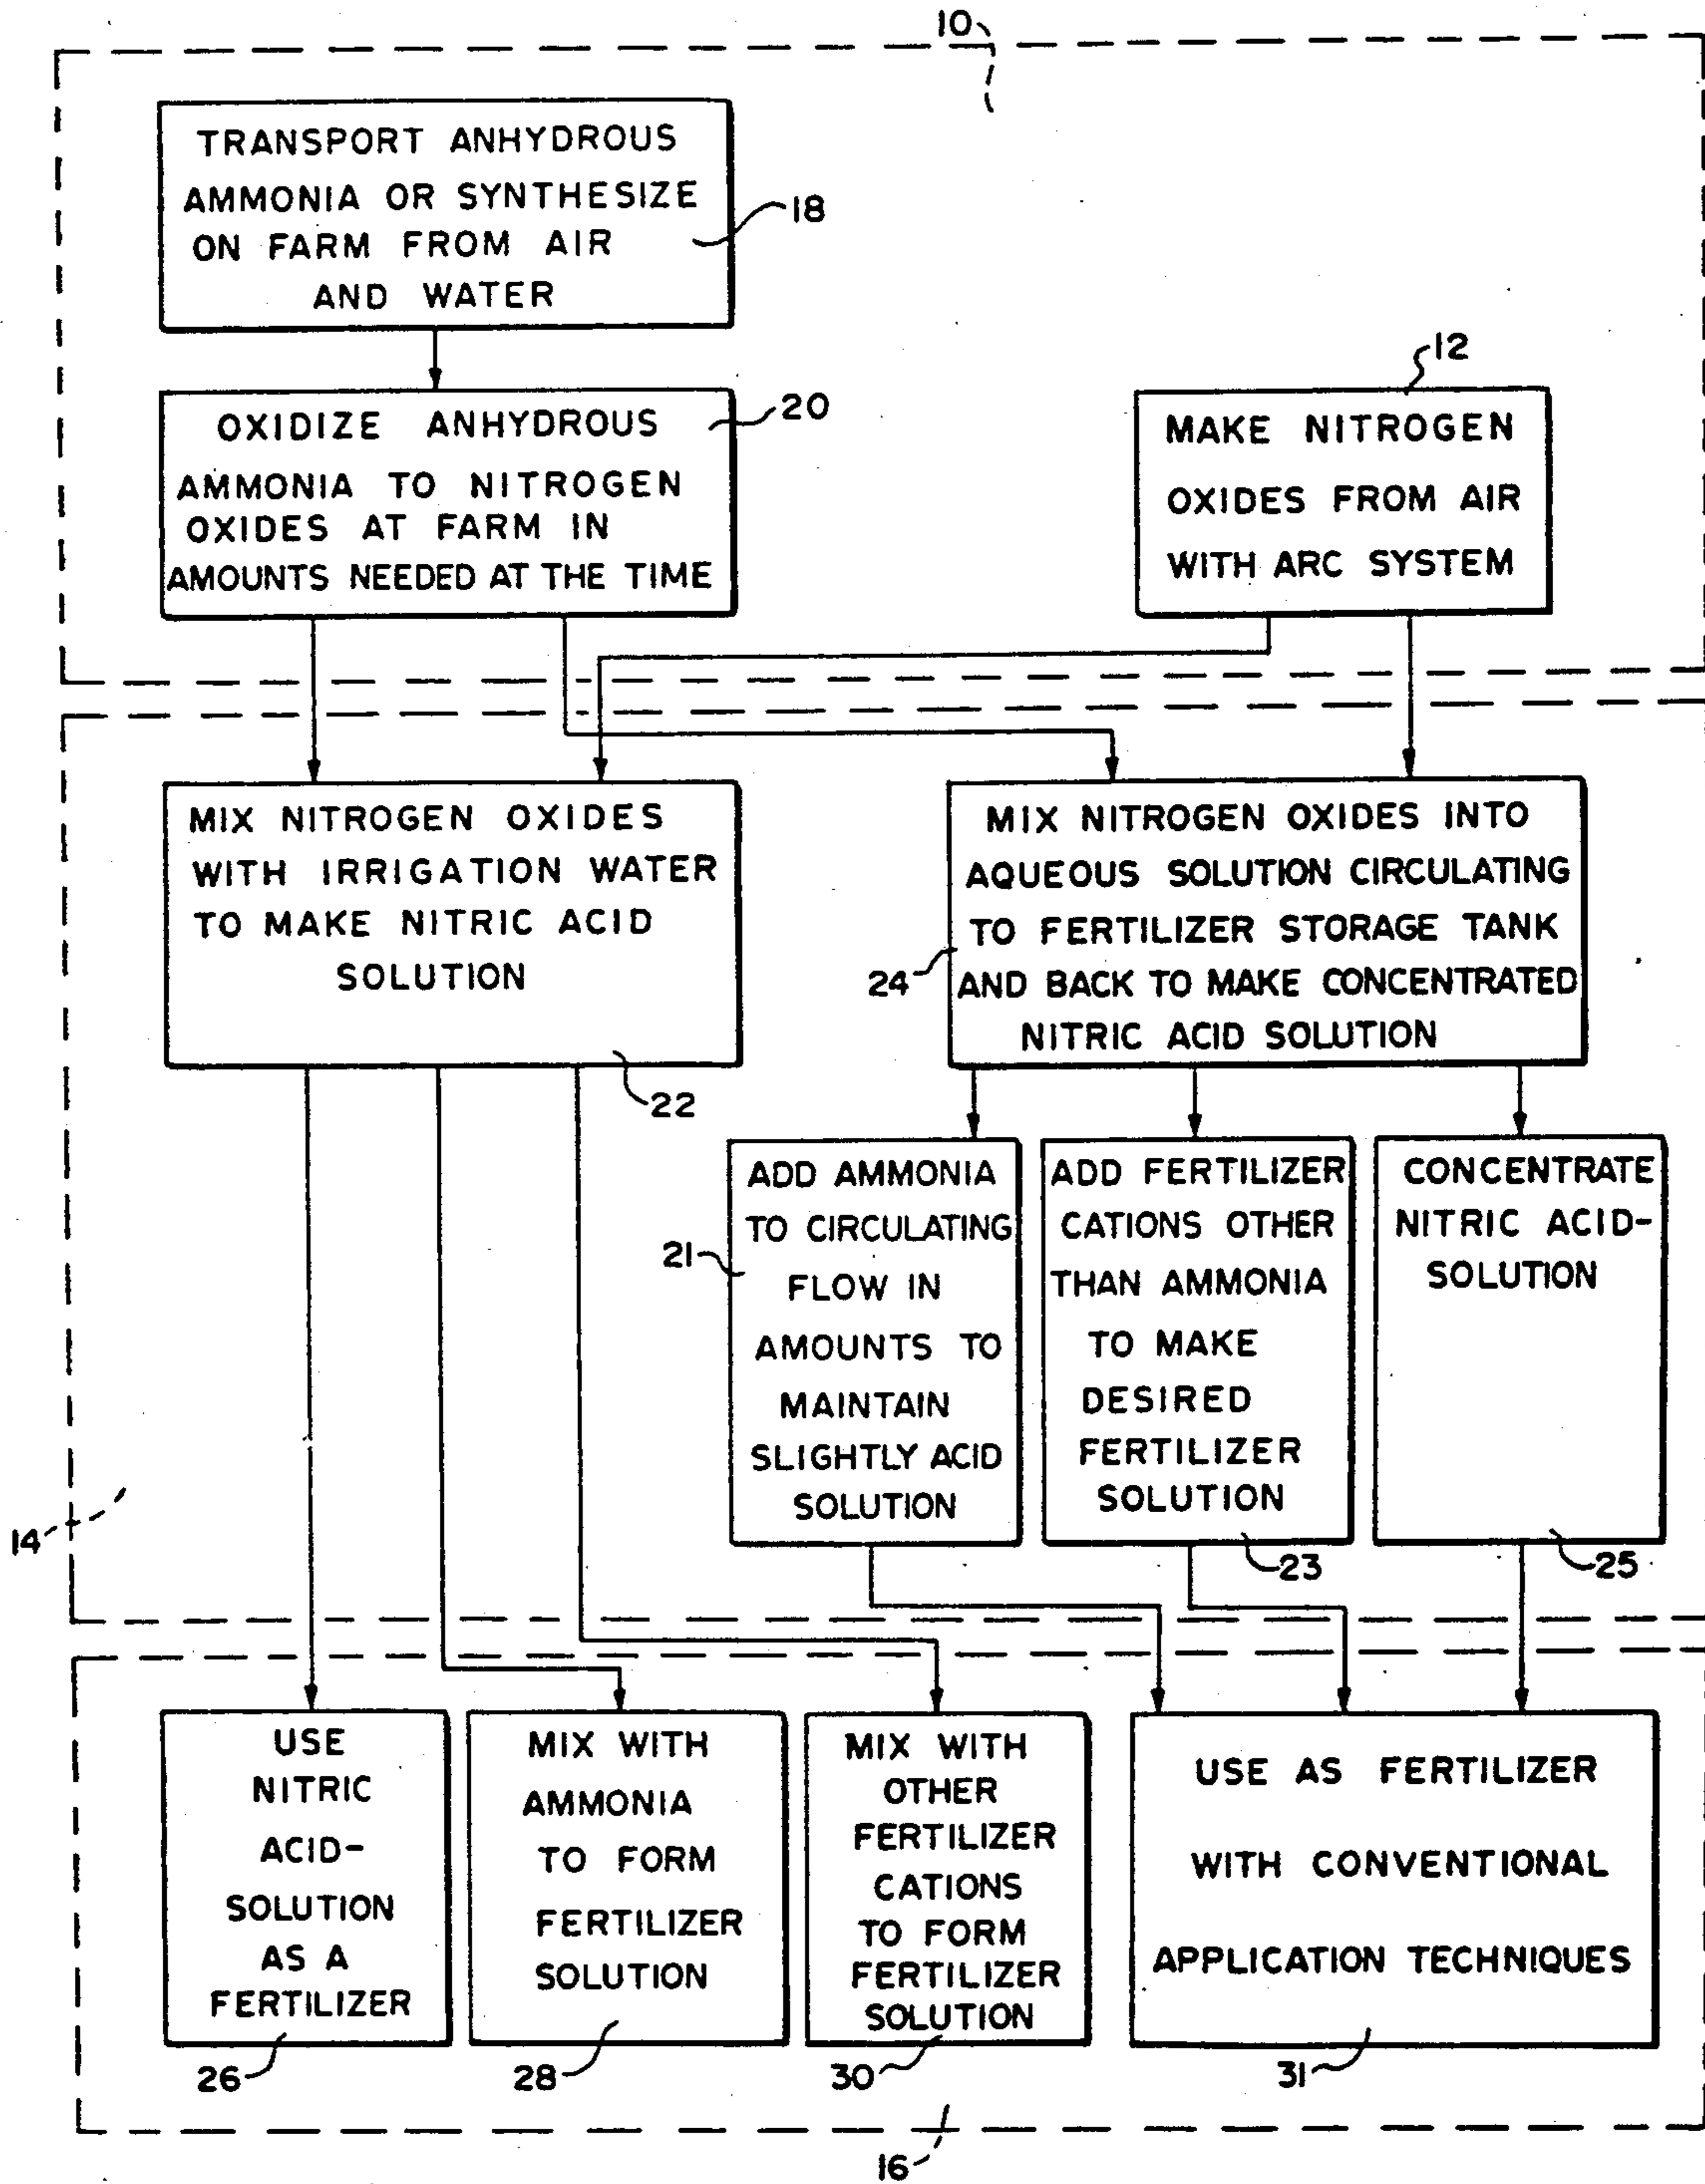 10
TRANSPORT ANHYDROUS
AMMONIA OR SYNTHESIZE
ON FARM FROM AIR
AND WATER
18
OXIDIZE ANHYDROUS
AMMONIA TO NITROGEN
OXIDES AT FARM IN
AMOUNTS NEEDED AT THE TIME
20
12
MAKE NITROGEN
OXIDES FROM AIR
WITH ARC SYSTEM
MIX NITROGEN OXIDES
WITH IRRIGATION WATER
TO MAKE NITRIC ACID
SOLUTION
22
MIX NITROGEN OXIDES INTO
AQUEOUS SOLUTION CIRCULATING
TO FERTILIZER STORAGE TANK
AND BACK TO MAKE CONCENTRATED
NITRIC ACID SOLUTION
24
ADD AMMONIA
TO CIRCULATING
FLOW IN
AMOUNTS TO
MAINTAIN
SLIGHTLY ACID
SOLUTION
21
ADD FERTILIZER
CATIONS OTHER
THAN AMMONIA
TO MAKE
DESIRED
FERTILIZER
SOLUTION
23
CONCENTRATE
NITRIC ACID-
SOLUTION
25
14
USE
NITRIC
ACID-
SOLUTION
AS A
FERTILIZER
26
MIX WITH
AMMONIA
TO FORM
FERTILIZER
SOLUTION
28
MIX WITH
OTHER
FERTILIZER
CATIONS
TO FORM
FERTILIZER
SOLUTION
30
USE AS FERTILIZER
WITH CONVENTIONAL
APPLICATION TECHNIQUES
31
16